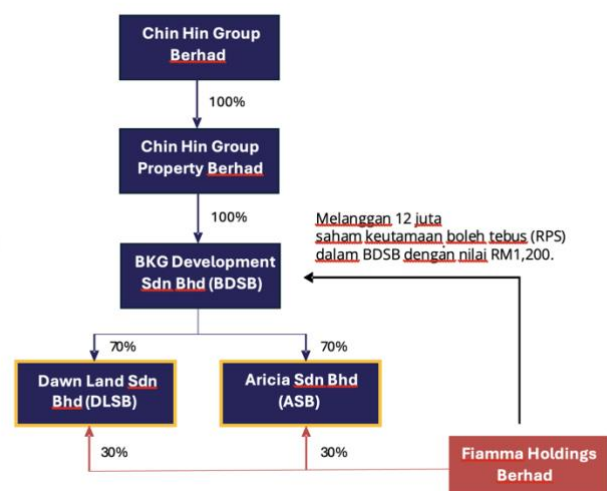 Chin Hin Group
Berhad
100%
Chin Hin Group
Property Berhad
100%
Melanggan 12 juta
saham keutamaan boleh tebus (RPS)
dalam BDSB dengan nilai RM1,200.
BKG Development
Sdn Bhd (BDSB)
70%
70%
Dawn Land Sdn
Bhd (DLSB)
Aricia Sdn Bhd
(ASB)
30%
30%
Fiamma Holdings
Berhad